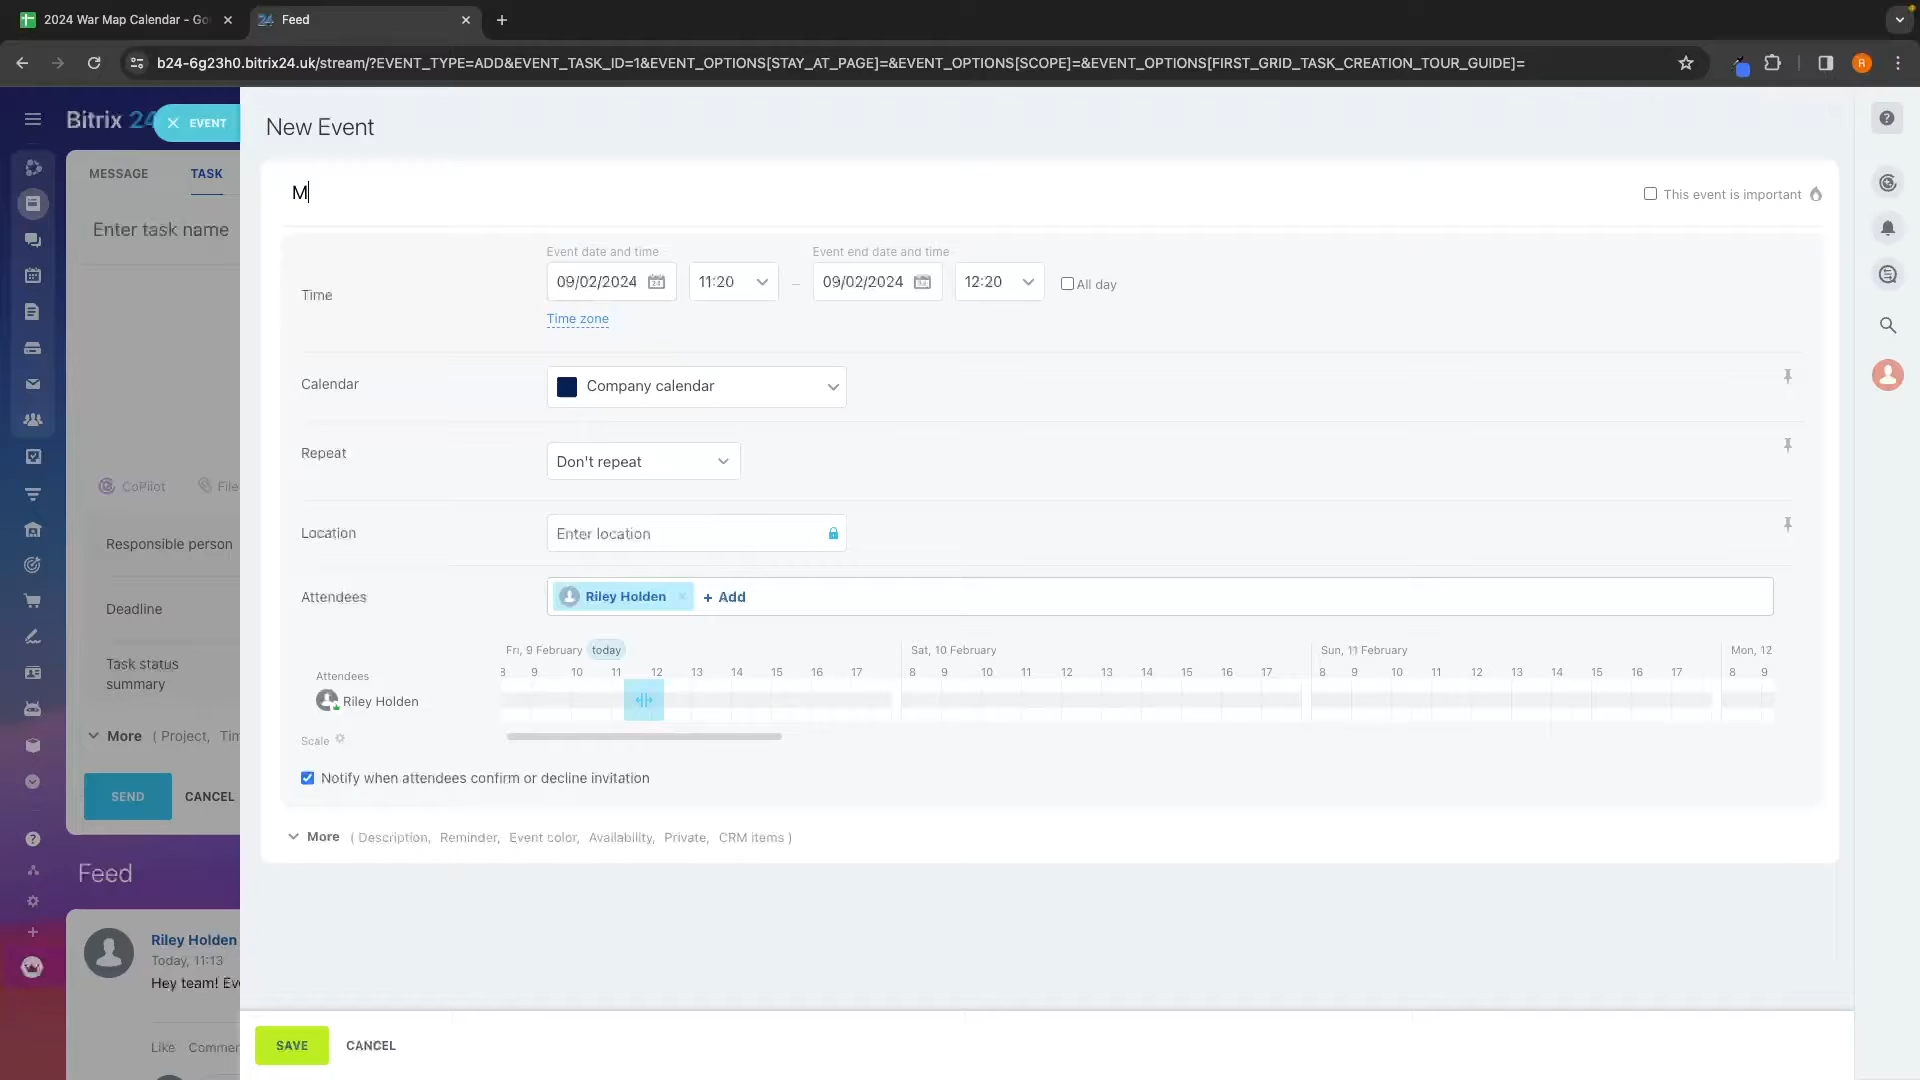 2024 War Map Calendar - Go
Feed
b24-6g23h0.bitrix24.uk/stream/?EVENT_TYPE=ADD&EVENT_TASK_ID=1&EVENT_OPTIONS[STAY_AT_PAGE]=&EVENT_OPTIONS[SCOPE]=&EVENT_OPTIONS[FIRST_GRID_TASK_CREATION_TOUR_GUIDE]=
R
Bitrix 24
EVENT
New Event
MESSAGE
TASK
M
This event is important
Enter task name
Event date and time
Event end date and time
Time
09/02/2024
11:20
–
09/02/2024
12:20
All day
Time zone
Calendar
Company calendar
Repeat
Don't repeat
CoPilot
File
Location
Enter location
Responsible person
Attendees
Riley Holden
+ Add
Deadline
Fri, 9 February today
Sat, 10 February
Sun, 11 February
Mon, 12
8 9 10 11 12 13 14 15 16 17 8 9 10 11 12 13 14 15 16 17 8 9 10 11 12 13 14 15 16 17 8 9
Task status
summary
Attendees
Riley Holden
More ( Project, Tim
Scale
Notify when attendees confirm or decline invitation
SEND
CANCEL
More ( Description, Reminder, Event color, Availability, Private, CRM items )
Feed
Riley Holden
Today, 11:13
Hey team! Eve
Like
Commer
SAVE
CANCEL